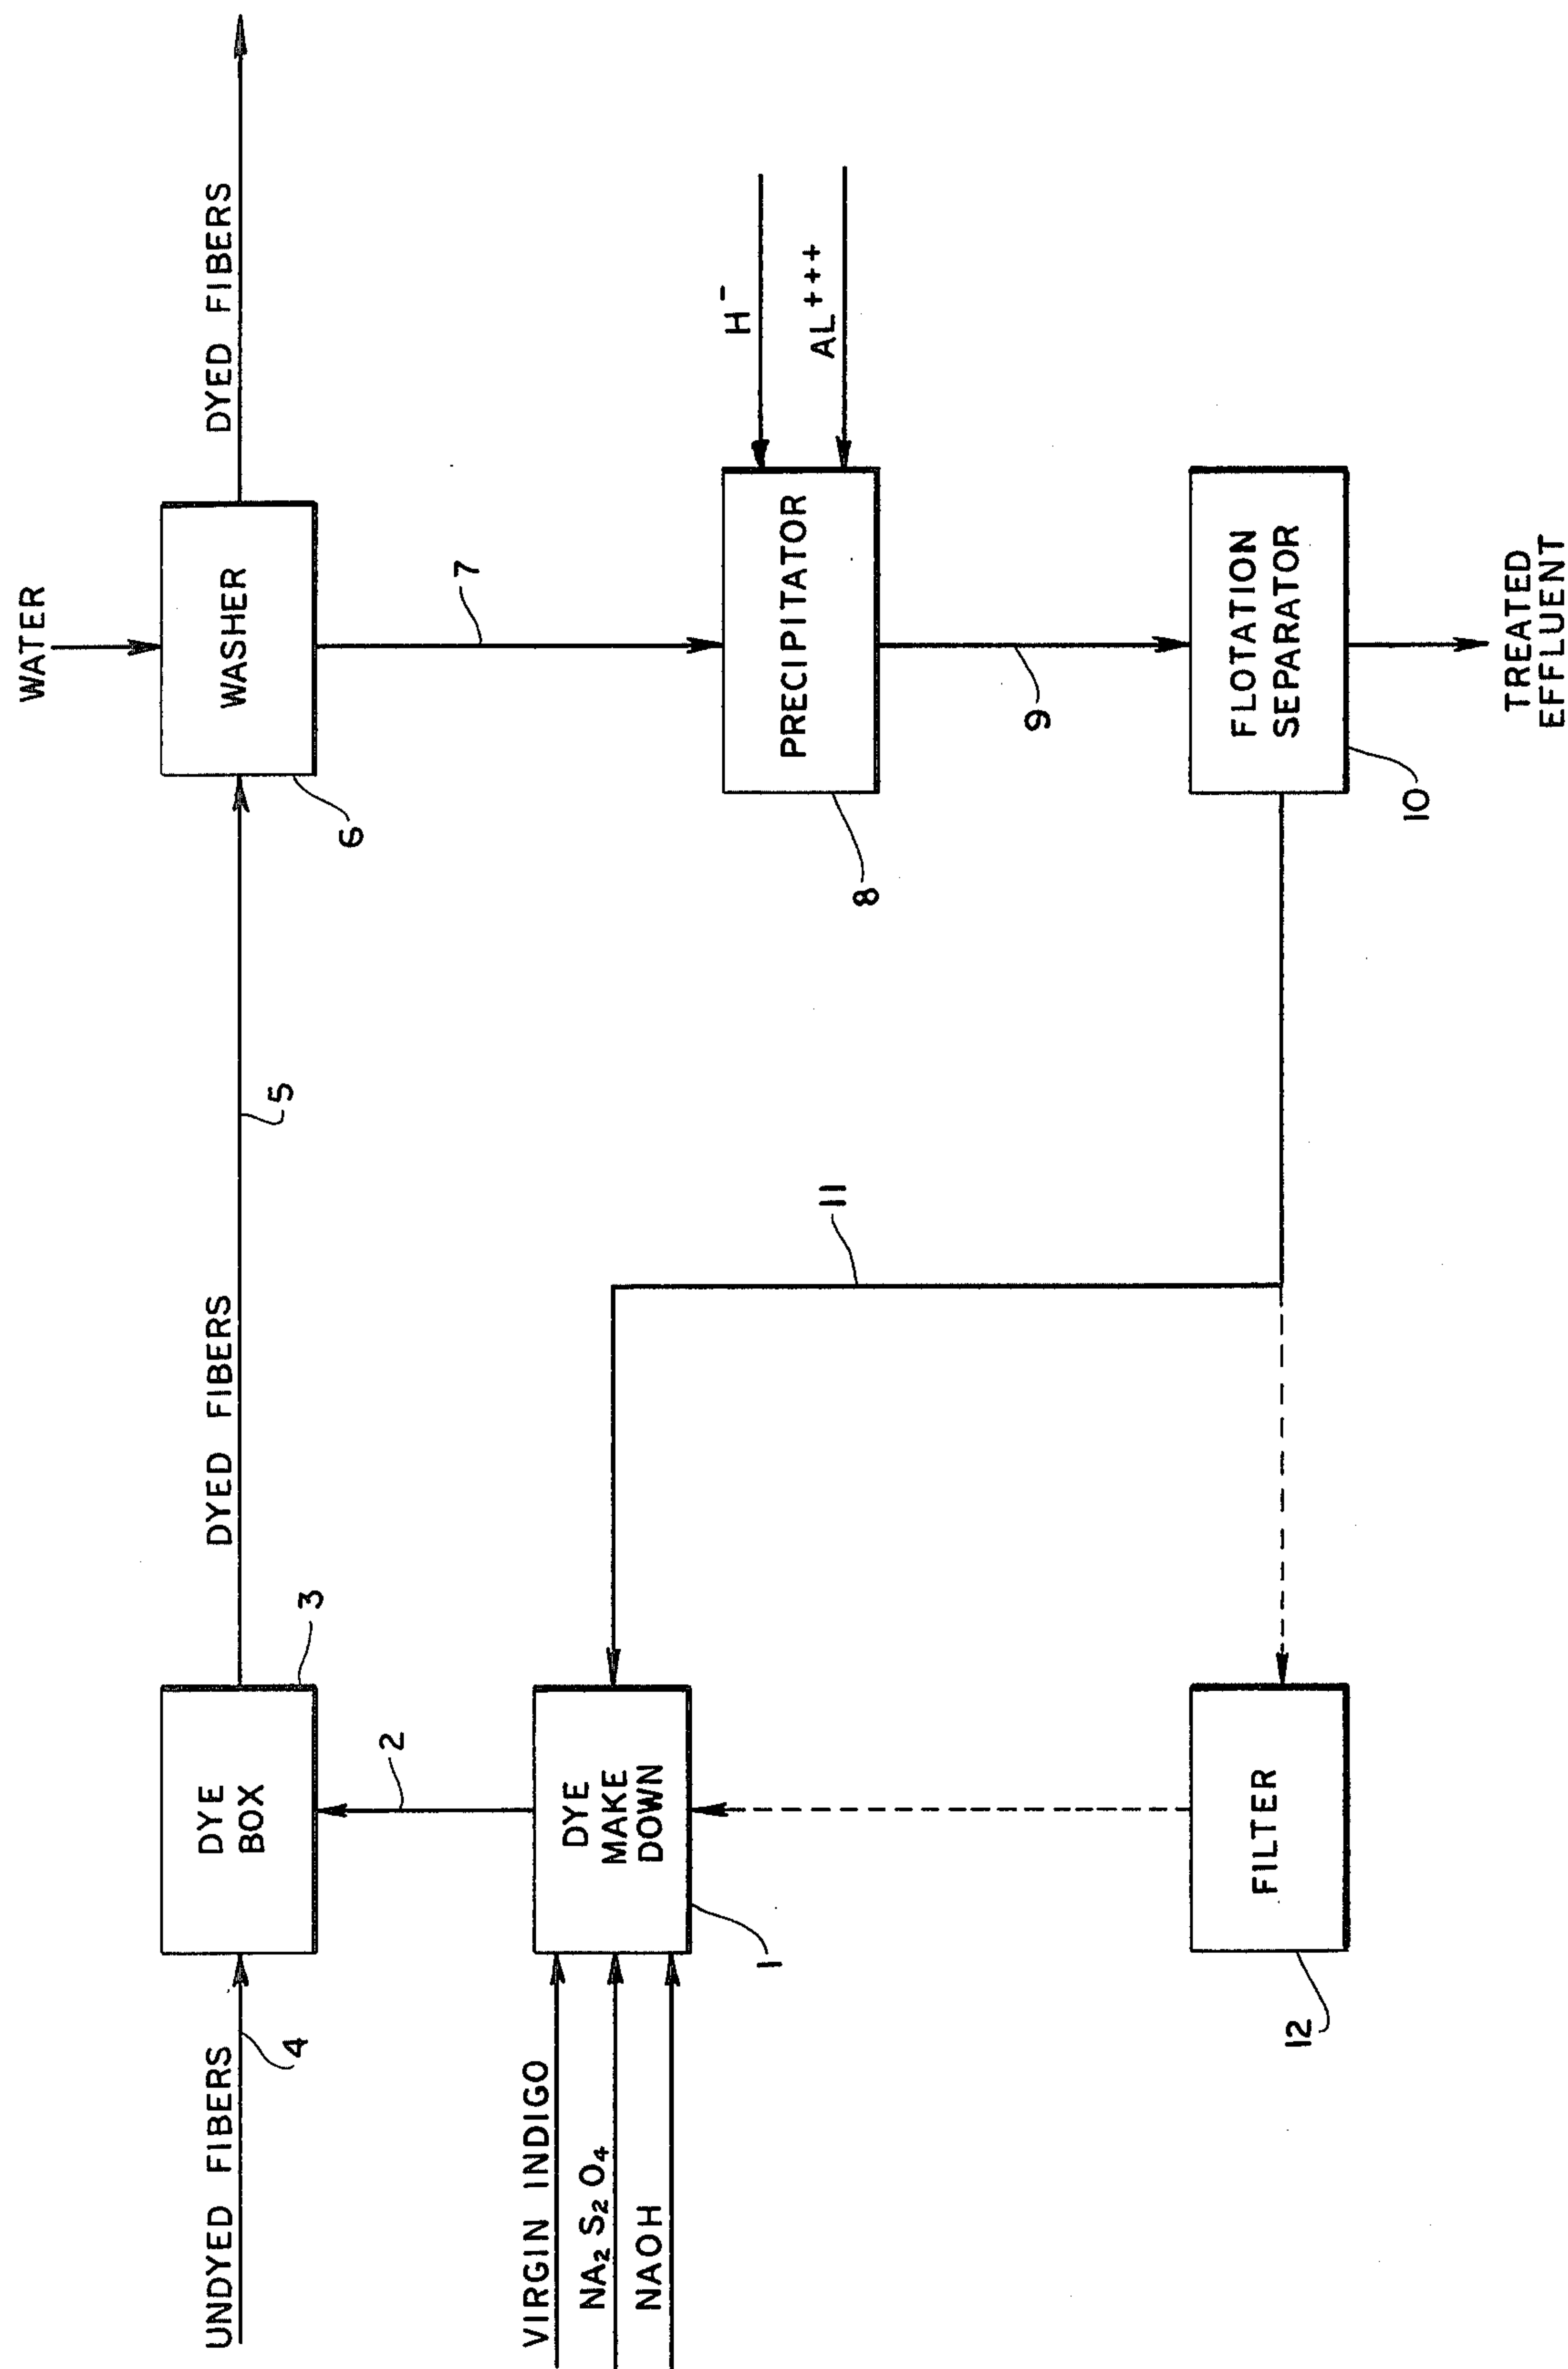 WATER
UNDYED FIBERS
4
DYE
BOX
3
DYED FIBERS
5
WASHER
6
DYED FIBERS
2
7
VIRGIN INDIGO
NA₂ S₂ O₄
NAOH
DYE
MAKE
DOWN
1
11
PRECIPITATOR
8
H⁻
AL⁺⁺⁺
9
FILTER
12
FLOTATION
SEPARATOR
10
TREATED
EFFLUENT